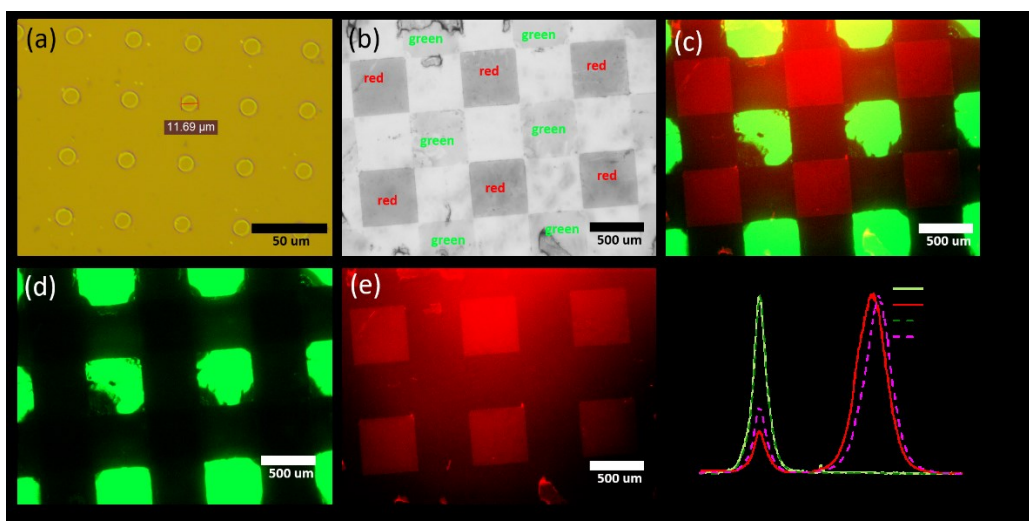 (a)
11.69 µm
50 um
(b)
green
green
red
red
red
green
green
red
red
red
green
green
500 um
(c)
500 um
(d)
500 um
(e)
500 um